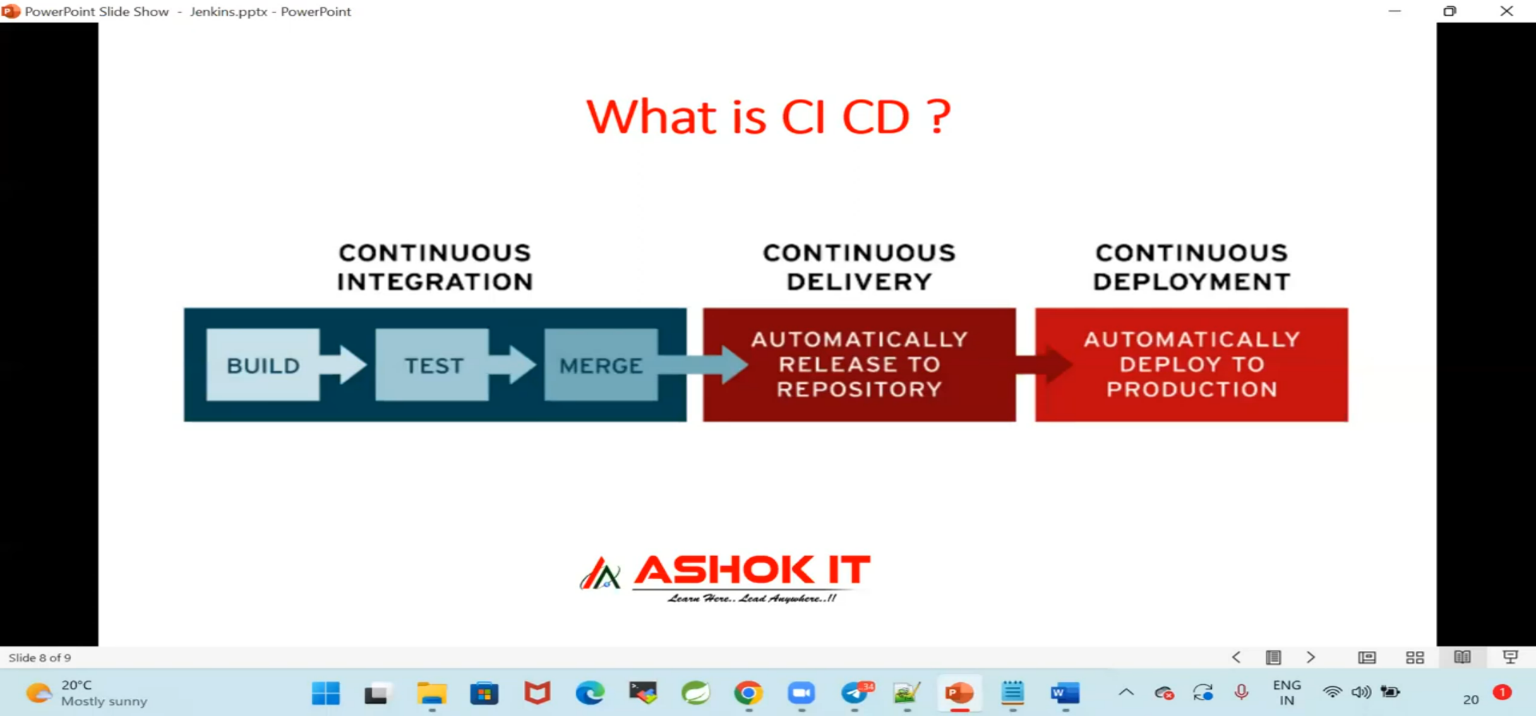 PowerPoint Slide Show - Jenkins.pptx - PowerPoint
What is CI CD ?
CONTINUOUS
INTEGRATION
CONTINUOUS
DELIVERY
CONTINUOUS
DEPLOYMENT
BUILD
TEST
MERGE
AUTOMATICALLY
RELEASE TO
REPOSITORY
AUTOMATICALLY
DEPLOY TO
PRODUCTION
ASHOK IT
Learn Here.. Lead Anywhere..!!
Slide 8 of 9
20°C
Mostly sunny
34
ENG
IN
20
1